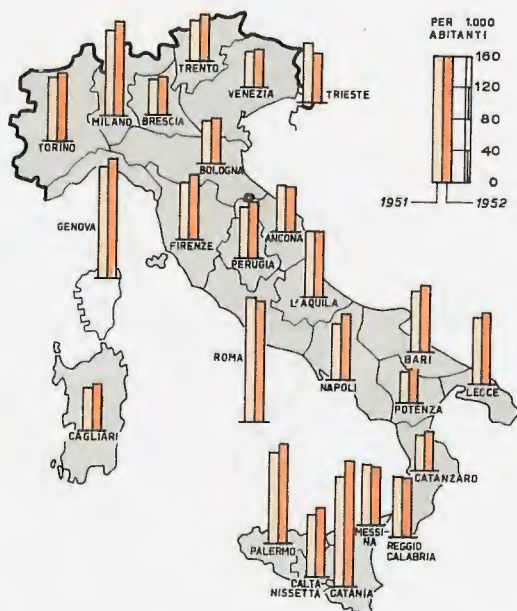 PER 1.000
ABITANTI
160
120
80
40
0
1951
1952
TRENTO
VENEZIA
TRIESTE
MILANO
BRESCIA
TORINO
BOLOGNA
GENOVA
FIRENZE
ANCONA
PERUGIA
L'AQUILA
ROMA
BARI
NAPOLI
LECCE
POTENZA
CAGLIARI
CATANZARO
MESSI-
NA
REGGIO
CALABRIA
PALERMO
CALTA-
NISSETTA
CATANIA